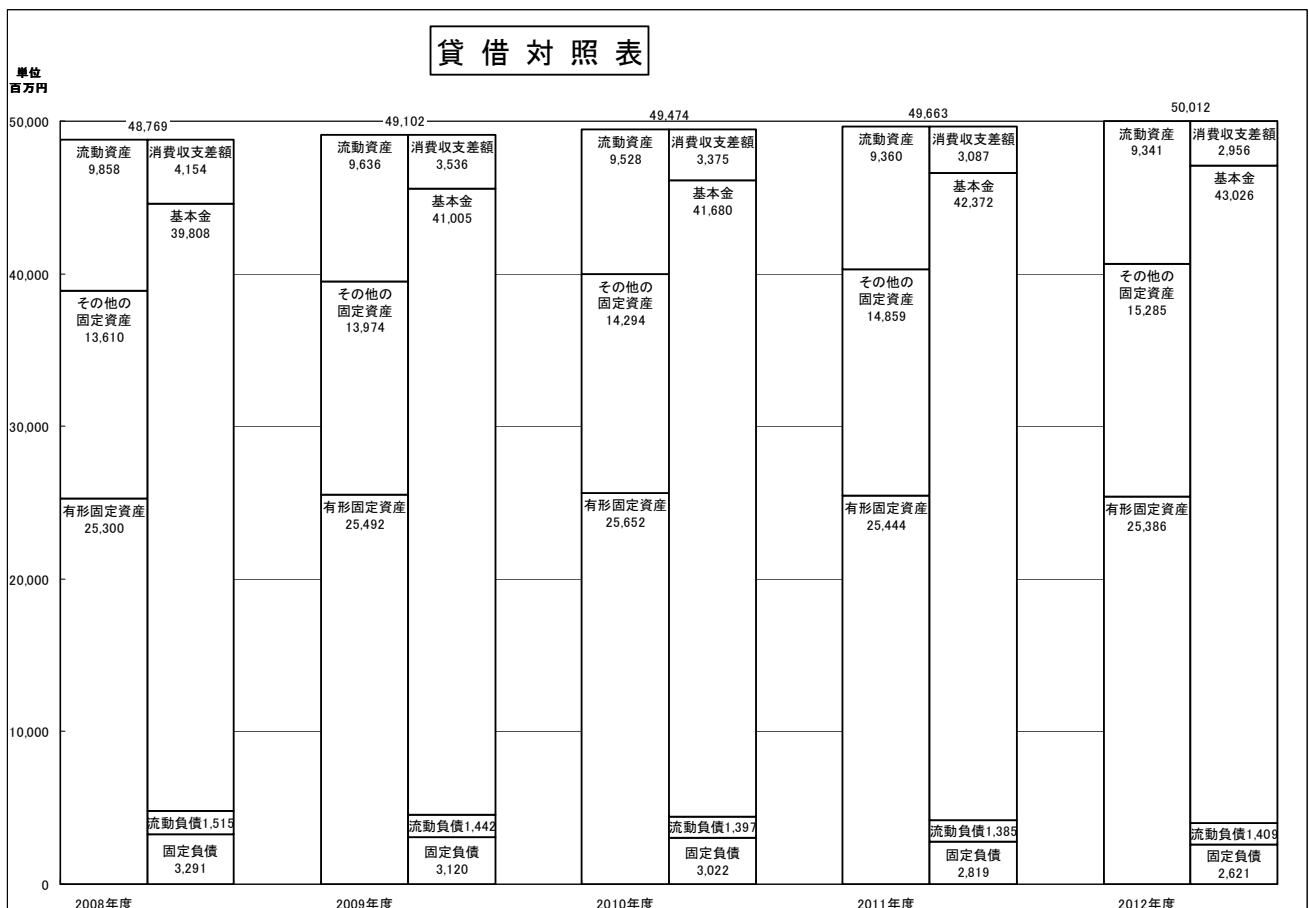 貸借対照表
単位
百万円
50,000
40,000
30,000
20,000
10,000
0
48,769
流動資産
9,858
消費収支差額
4,154
基本金
39,808
その他の
固定資産
13,610
有形固定資産
25,300
流動負債1,515
固定負債
3,291
2008年度
49,102
流動資産
9,636
消費収支差額
3,536
基本金
41,005
その他の
固定資産
13,974
有形固定資産
25,492
流動負債1,442
固定負債
3,120
2009年度
49,474
流動資産
9,528
消費収支差額
3,375
基本金
41,680
その他の
固定資産
14,294
有形固定資産
25,652
流動負債1,397
固定負債
3,022
2010年度
49,663
流動資産
9,360
消費収支差額
3,087
基本金
42,372
その他の
固定資産
14,859
有形固定資産
25,444
流動負債1,385
固定負債
2,819
2011年度
50,012
流動資産
9,341
消費収支差額
2,956
基本金
43,026
その他の
固定資産
15,285
有形固定資産
25,386
流動負債1,409
固定負債
2,621
2012年度